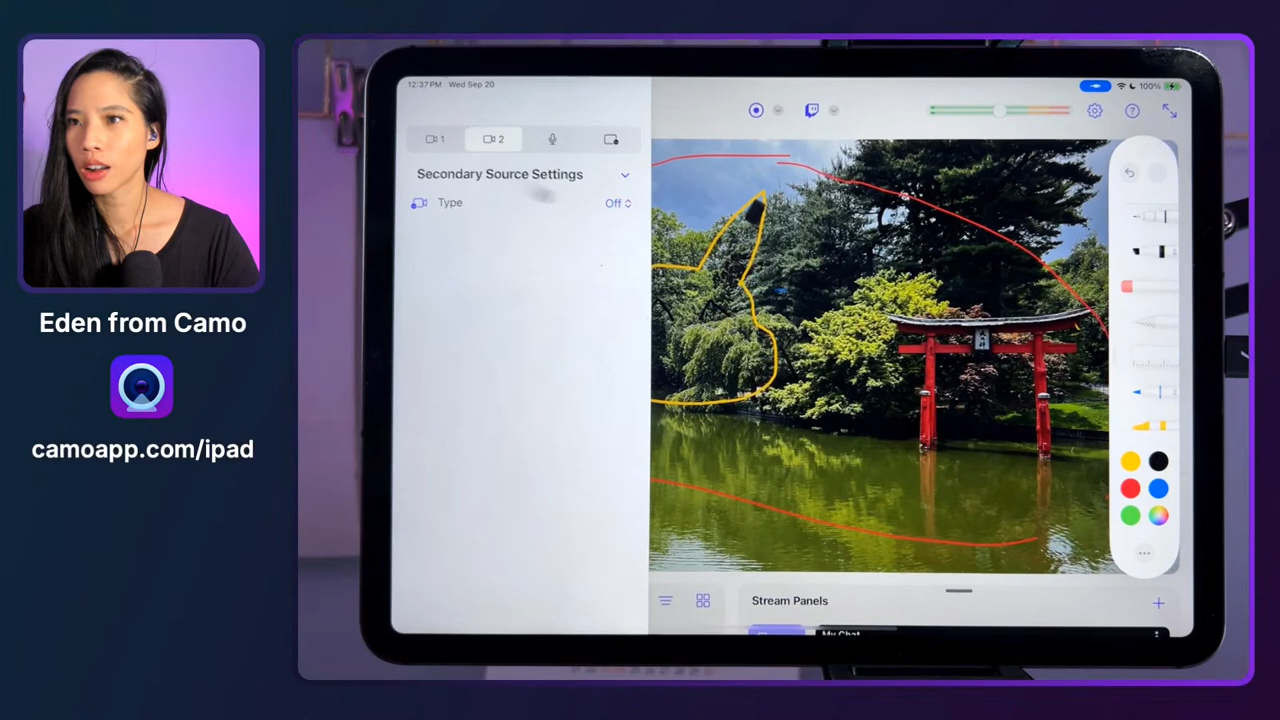 Eden from Camo
camoapp.com/ipad
12:37 PM Wed Sep 20
100%
1
2
Secondary Source Settings
Type
Off
Stream Panels
My Chat